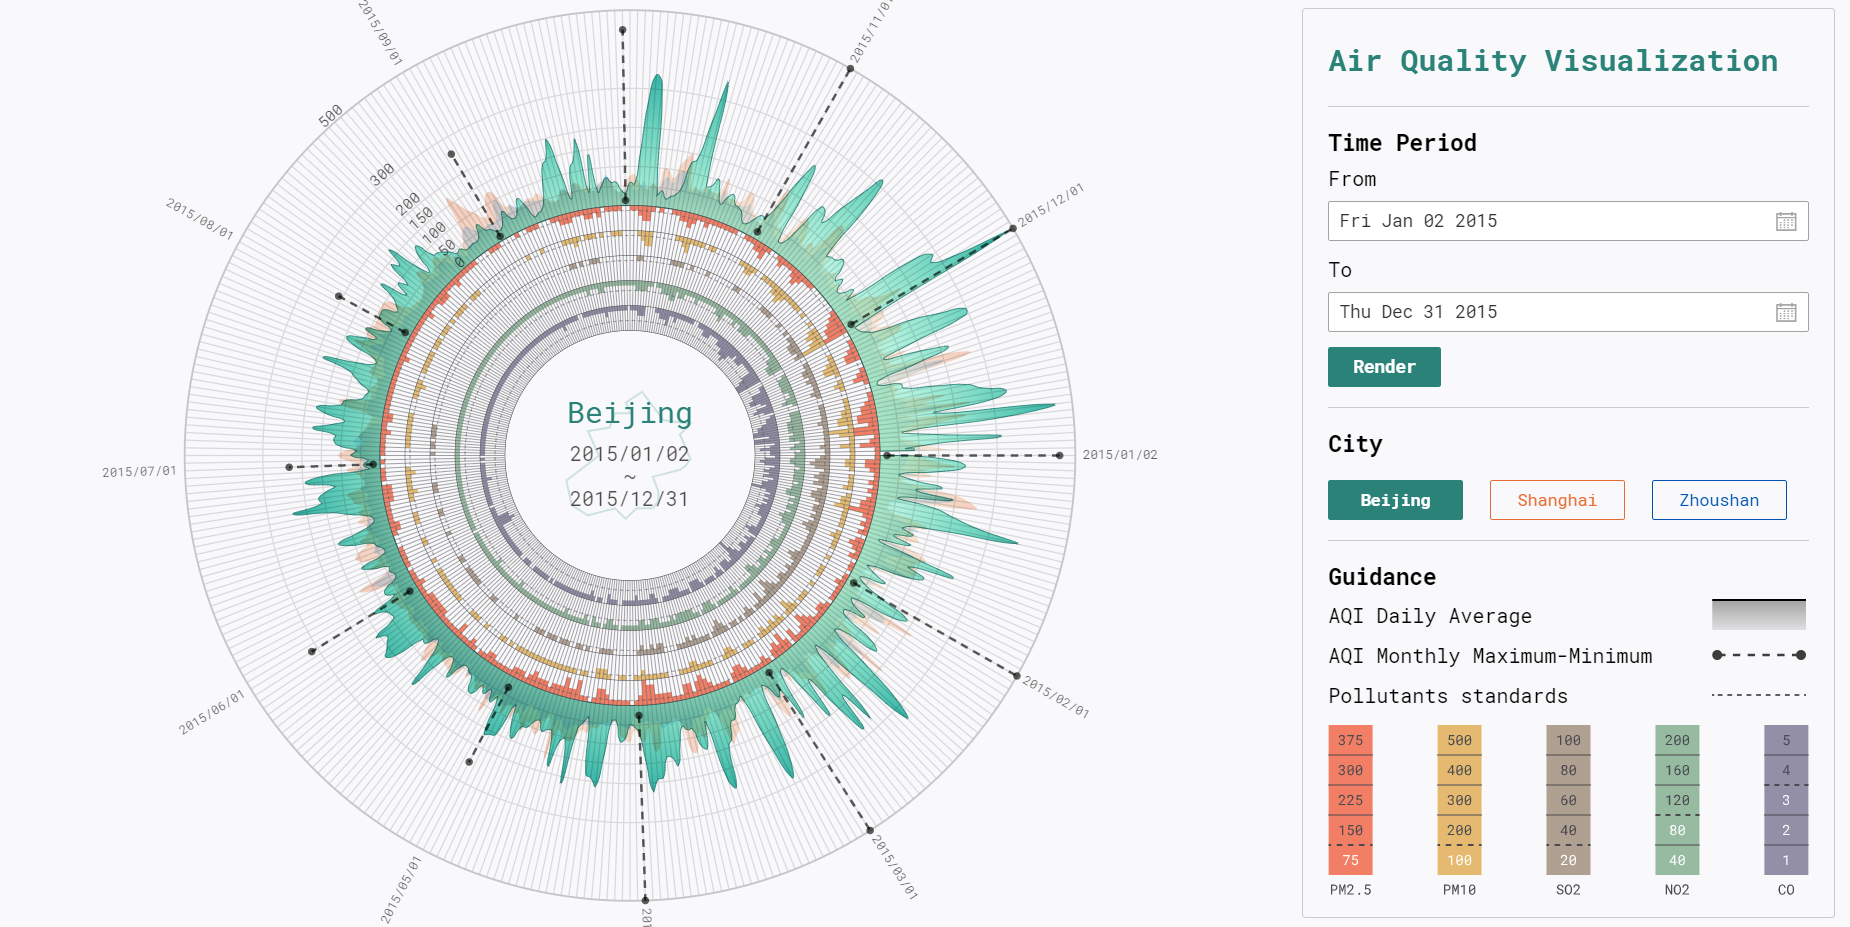 2015/09/01
2015/11/01
500
300
200
150
100
50
0
2015/08/01
2015/12/01
Beijing
2015/01/02
~
2015/12/31
2015/01/02
2015/07/01
2015/06/01
2015/02/01
2015/05/01
2015/03/01
201
Air Quality Visualization
Time Period
From
Fri Jan 02 2015
To
Thu Dec 31 2015
Render
City
Beijing Shanghai Zhoushan
Guidance
AQI Daily Average
AQI Monthly Maximum-Minimum
Pollutants standards
375 500 100 200 5
300 400 80 160 4
225 300 60 120 3
150 200 40 80 2
75 100 20 40 1
PM2.5 PM10 SO2 NO2 CO